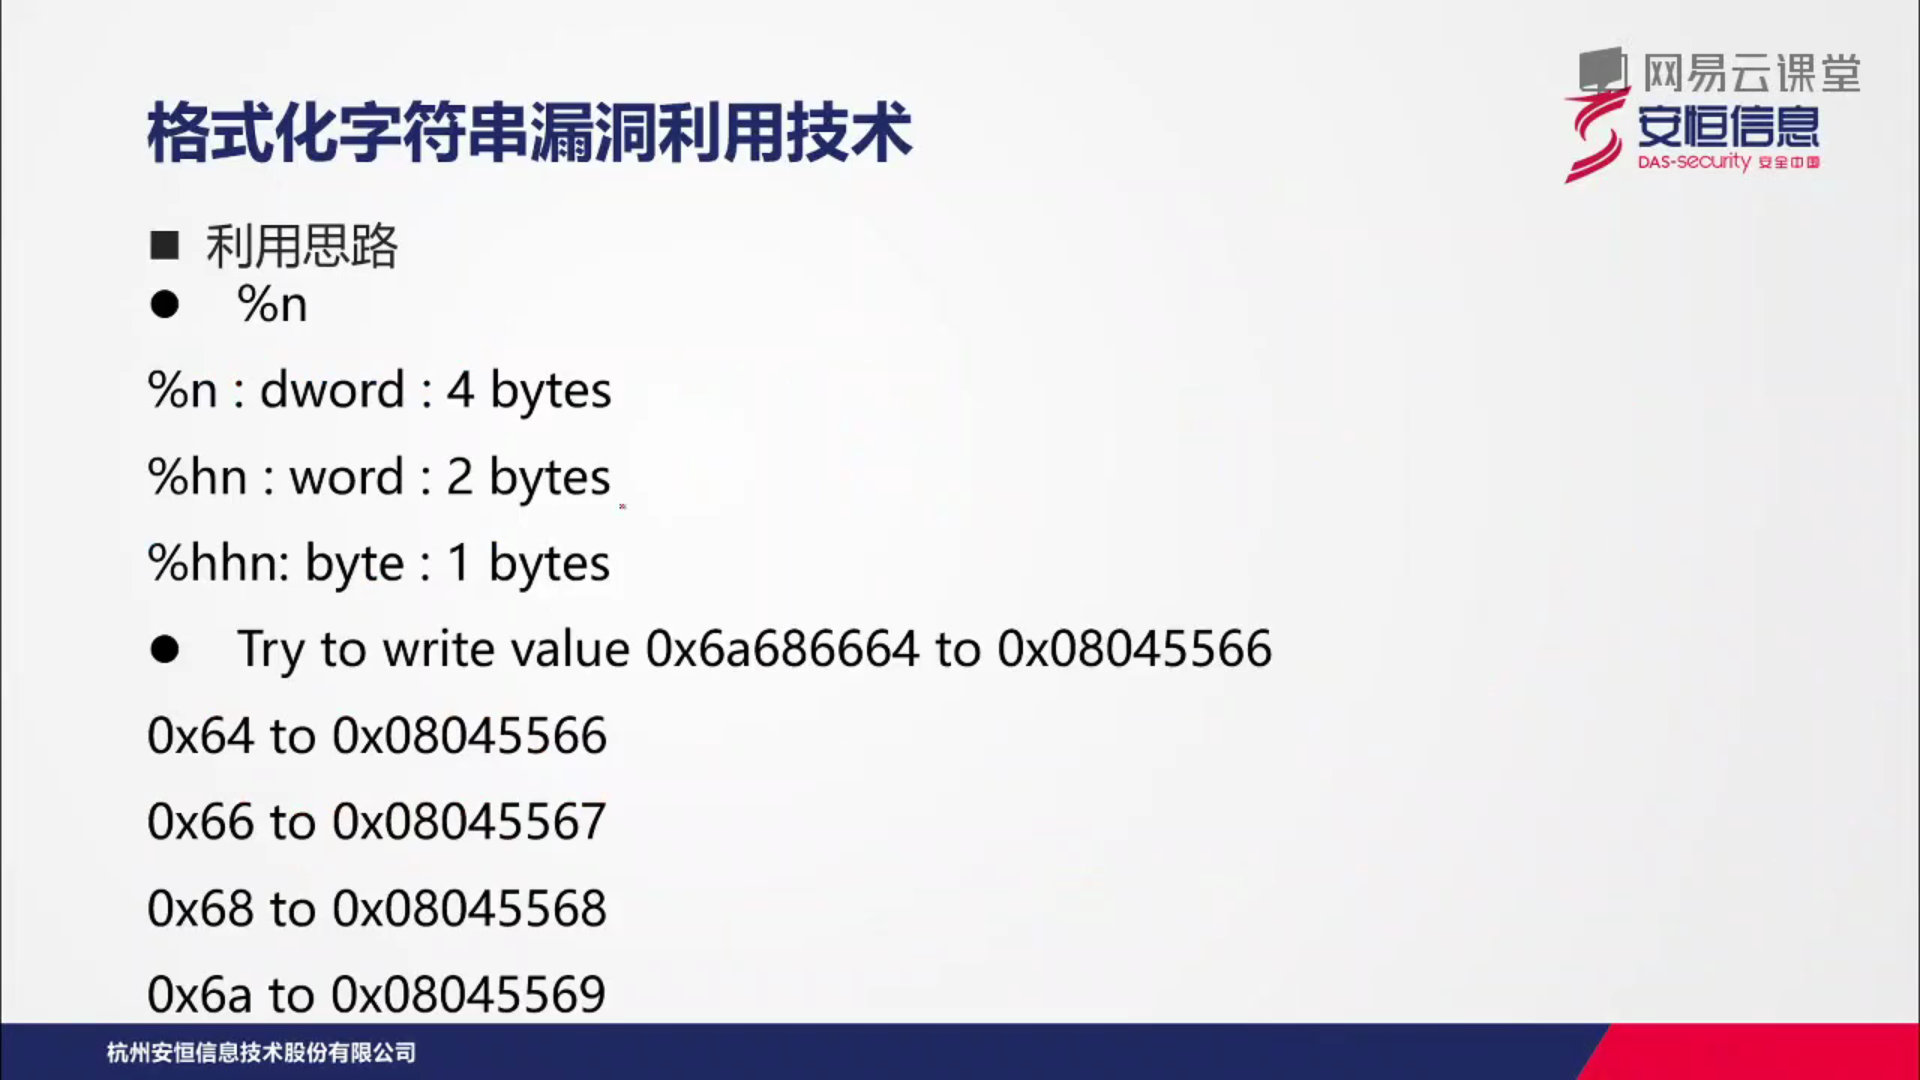 网易云课堂
格式化字符串漏洞利用技术
安恒信息
DAS-security 安全中国
利用思路
%n
%n : dword : 4 bytes
%hn : word : 2 bytes
%hhn: byte : 1 bytes
Try to write value 0x6a686664 to 0x08045566
0x64 to 0x08045566
0x66 to 0x08045567
0x68 to 0x08045568
0x6a to 0x08045569
杭州安恒信息技术股份有限公司